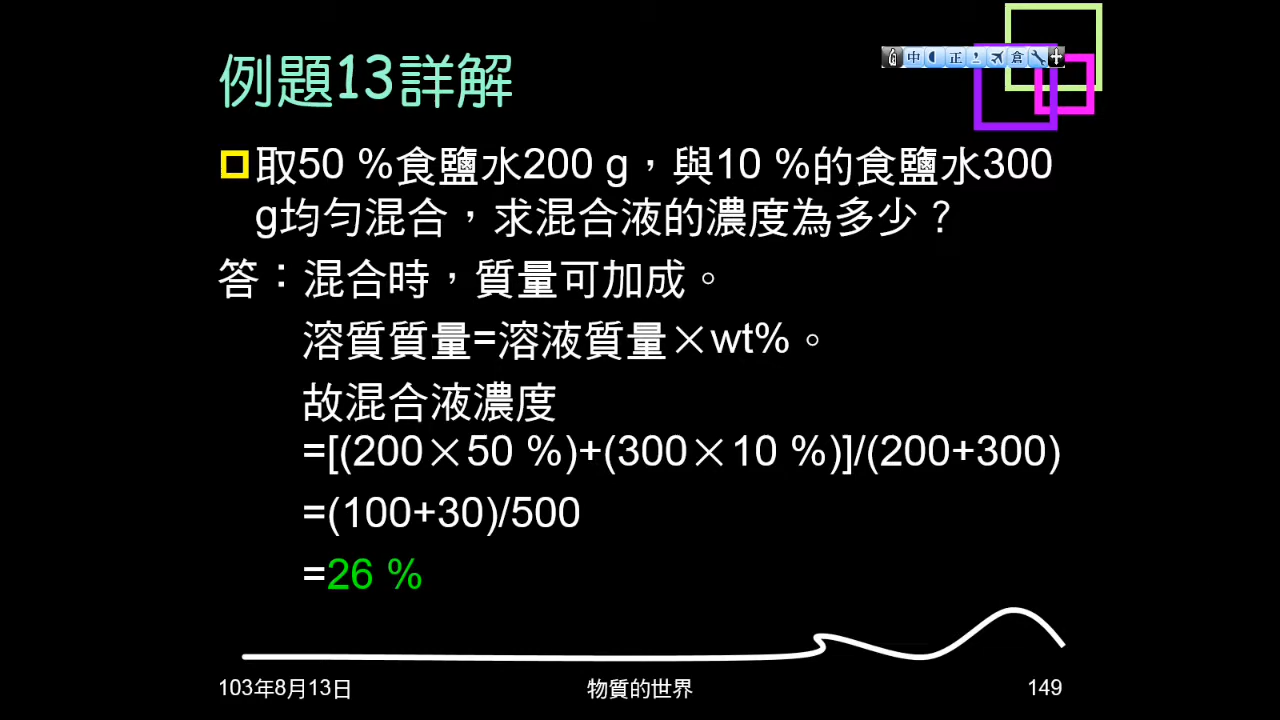 中 正 倉
例題13詳解
取50 %食鹽水200 g，與10 %的食鹽水300
g均勻混合，求混合液的濃度為多少？
答：混合時，質量可加成。
溶質質量=溶液質量×wt%。
故混合液濃度
=[(200×50 %)+(300×10 %)]/(200+300)
=(100+30)/500
=26 %
103年8月13日
物質的世界
149